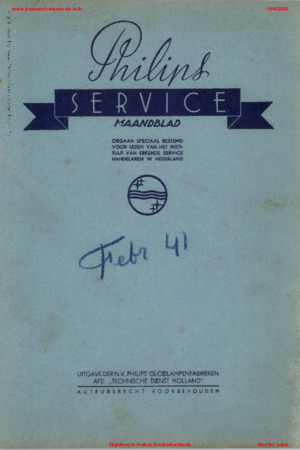 Philips
SERVICE
MAANDBLAD
ORGAAN SPECIAAL BESTEMD
VOOR LEDEN VAN HET INSTI-
TUUT VAN ERKENDE SERVICE
HANDELAREN IN NEDERLAND
Febr 41
UITGAVE DER N.V. PHILIPS' GLOEILAMPENFABRIEKEN
AFD. „TECHNISCHE DIENST HOLLAND"
AUTEURSRECHT VOORBEHOUDEN